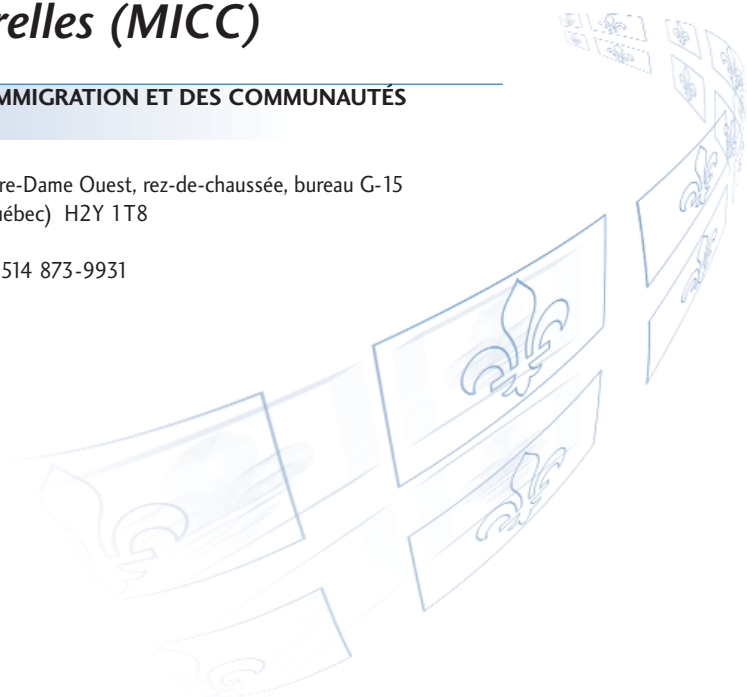 relles (MICC)
MMIGRATION ET DES COMMUNAUTÉS
re-Dame Ouest, rez-de-chaussée, bureau G-15
uébec) H2Y 1T8
514 873-9931